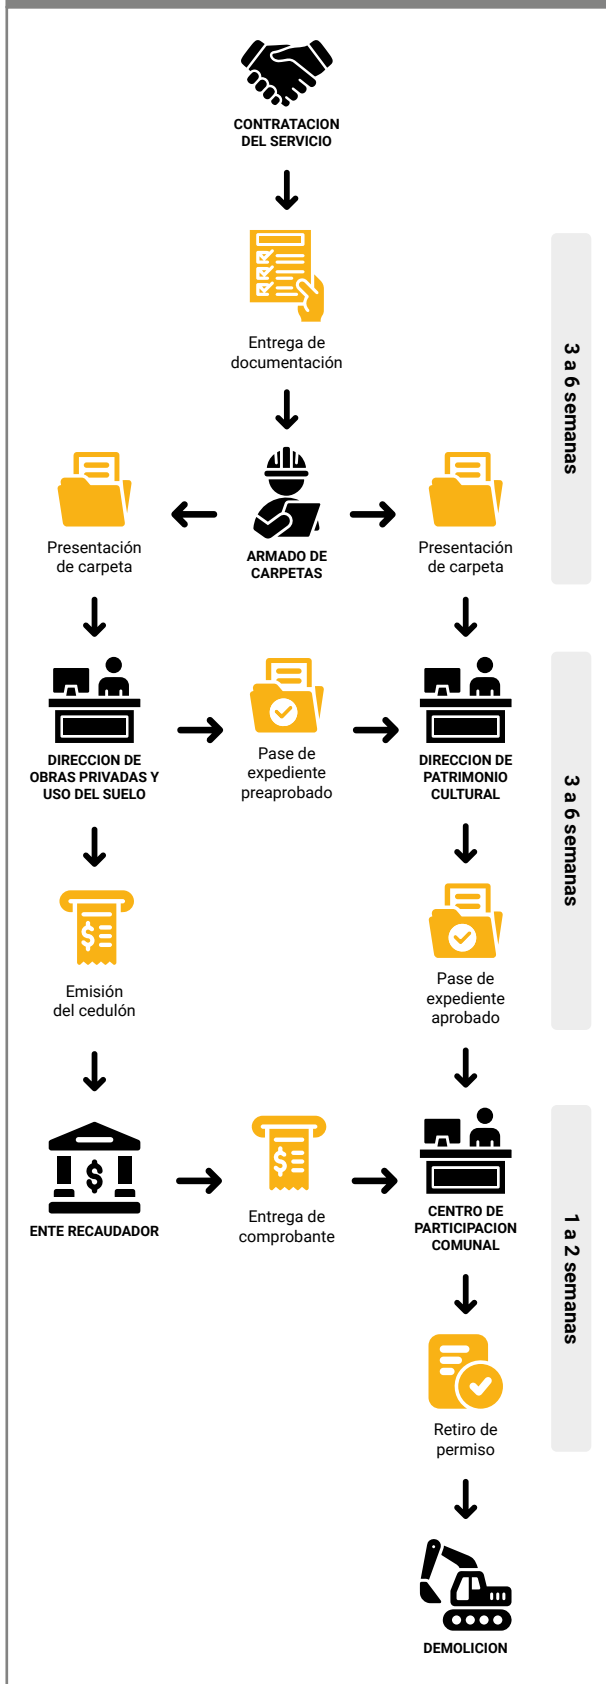 CONTRATACION
DEL SERVICIO
Entrega de
documentación
3 a 6 semanas
Presentación
de carpeta
ARMADO DE
CARPETAS
Presentación
de carpeta
DIRECCION DE
OBRAS PRIVADAS Y
USO DEL SUELO
Pase de
expediente
preaprobado
DIRECCION DE
PATRIMONIO
CULTURAL
3 a 6 semanas
$
Emisión
del cedulón
Pase de
expediente
aprobado
$
ENTE RECAUDADOR
$
Entrega de
comprobante
CENTRO DE
PARTICIPACION
COMUNAL
1 a 2 semanas
Retiro de
permiso
DEMOLICION